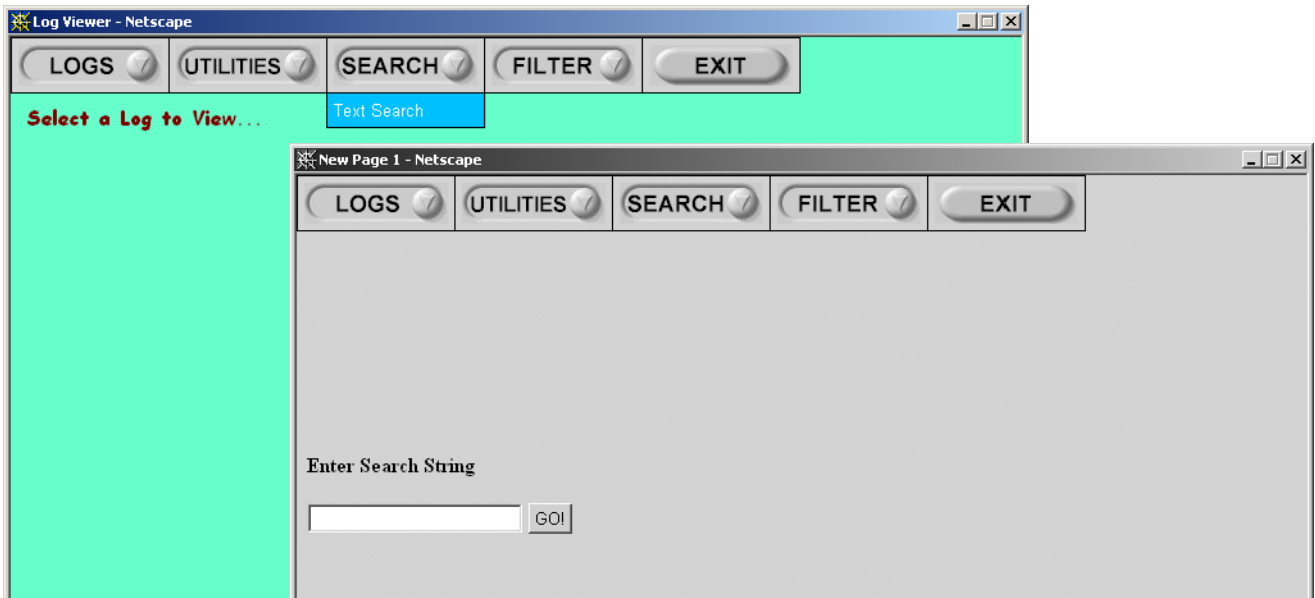 Log Viewer - Netscape
LOGS UTILITIES SEARCH FILTER EXIT
Select a Log to View...
Text Search
New Page 1 - Netscape
LOGS UTILITIES SEARCH FILTER EXIT
Enter Search String
GO!